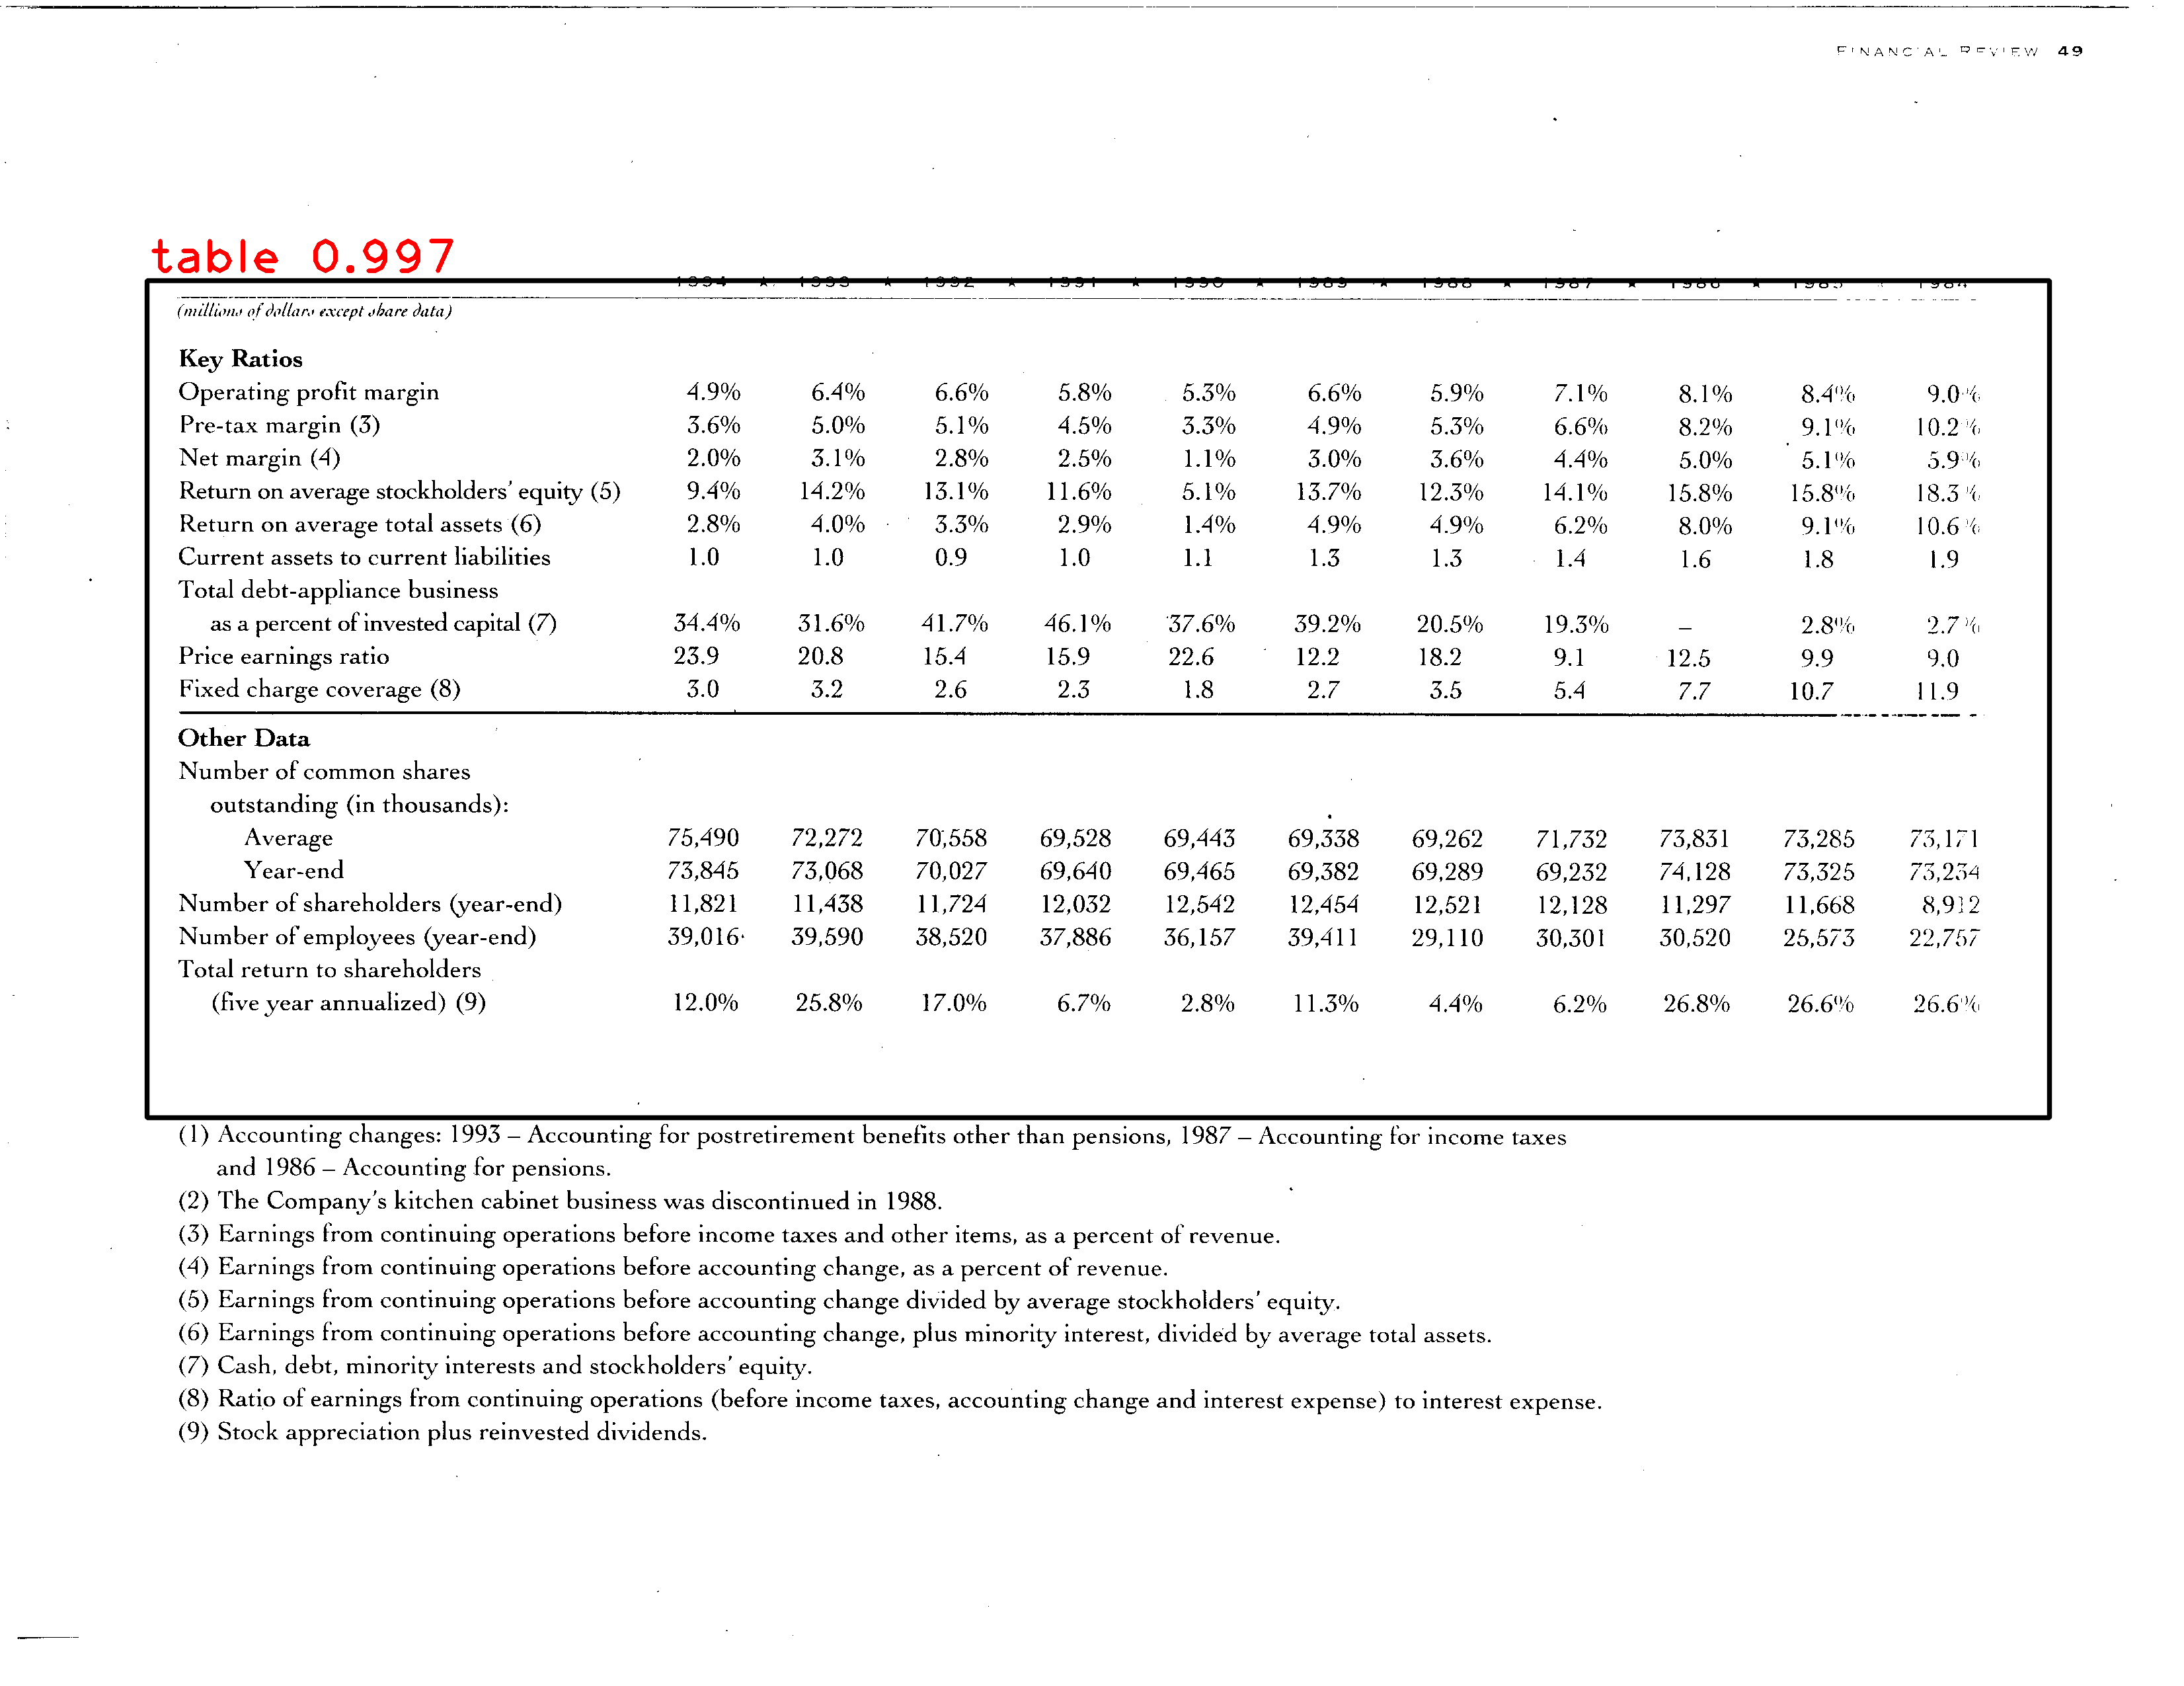 FINANCIAL REVIEW 49
table 0.997
1994 ★ 1993 ★ 1992 ★ 1991 ★ 1990 ★ 1989 ★ 1988 ★ 1987 ★ 1986 ★ 1985 1984
(millions of dollars except share data)
Key Ratios
Operating profit margin 4.9% 6.4% 6.6% 5.8% 5.3% 6.6% 5.9% 7.1% 8.1% 8.4% 9.0%
Pre-tax margin (3) 3.6% 5.0% 5.1% 4.5% 3.3% 4.9% 5.3% 6.6% 8.2% 9.1% 10.2%
Net margin (4) 2.0% 3.1% 2.8% 2.5% 1.1% 3.0% 3.6% 4.4% 5.0% 5.1% 5.9%
Return on average stockholders' equity (5) 9.4% 14.2% 13.1% 11.6% 5.1% 13.7% 12.3% 14.1% 15.8% 15.8% 18.3%
Return on average total assets (6) 2.8% 4.0% 3.3% 2.9% 1.4% 4.9% 4.9% 6.2% 8.0% 9.1% 10.6%
Current assets to current liabilities 1.0 1.0 0.9 1.0 1.1 1.3 1.3 1.4 1.6 1.8 1.9
Total debt-appliance business
as a percent of invested capital (7) 34.4% 31.6% 41.7% 46.1% 37.6% 39.2% 20.5% 19.3% – 2.8% 2.7%
Price earnings ratio 23.9 20.8 15.4 15.9 22.6 12.2 18.2 9.1 12.5 9.9 9.0
Fixed charge coverage (8) 3.0 3.2 2.6 2.3 1.8 2.7 3.5 5.4 7.7 10.7 11.9
Other Data
Number of common shares
outstanding (in thousands):
Average 75,490 72,272 70,558 69,528 69,443 69,338 69,262 71,732 73,831 73,285 73,171
Year-end 73,845 73,068 70,027 69,640 69,465 69,382 69,289 69,232 74,128 73,325 73,234
Number of shareholders (year-end) 11,821 11,438 11,724 12,032 12,542 12,454 12,521 12,128 11,297 11,668 8,912
Number of employees (year-end) 39,016 39,590 38,520 37,886 36,157 39,411 29,110 30,301 30,520 25,573 22,757
Total return to shareholders
(five year annualized) (9) 12.0% 25.8% 17.0% 6.7% 2.8% 11.3% 4.4% 6.2% 26.8% 26.6% 26.6%
(1) Accounting changes: 1993 – Accounting for postretirement benefits other than pensions, 1987 – Accounting for income taxes
and 1986 – Accounting for pensions.
(2) The Company's kitchen cabinet business was discontinued in 1988.
(3) Earnings from continuing operations before income taxes and other items, as a percent of revenue.
(4) Earnings from continuing operations before accounting change, as a percent of revenue.
(5) Earnings from continuing operations before accounting change divided by average stockholders' equity.
(6) Earnings from continuing operations before accounting change, plus minority interest, divided by average total assets.
(7) Cash, debt, minority interests and stockholders' equity.
(8) Ratio of earnings from continuing operations (before income taxes, accounting change and interest expense) to interest expense.
(9) Stock appreciation plus reinvested dividends.